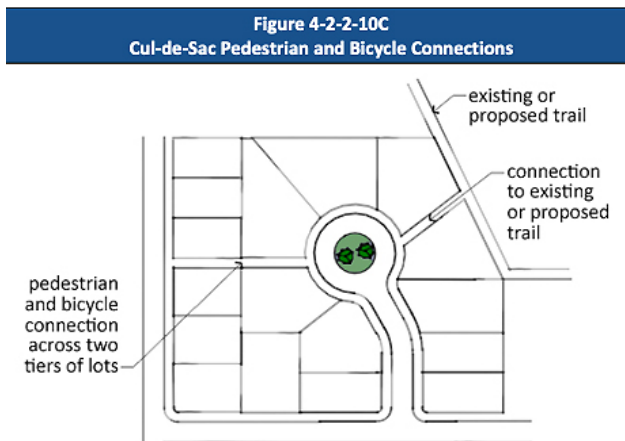 Figure 4-2-2-10C
Cul-de-Sac Pedestrian and Bicycle Connections
existing or
proposed trail
connection
to existing
or proposed
trail
pedestrian
and bicycle
connection
across two
tiers of lots